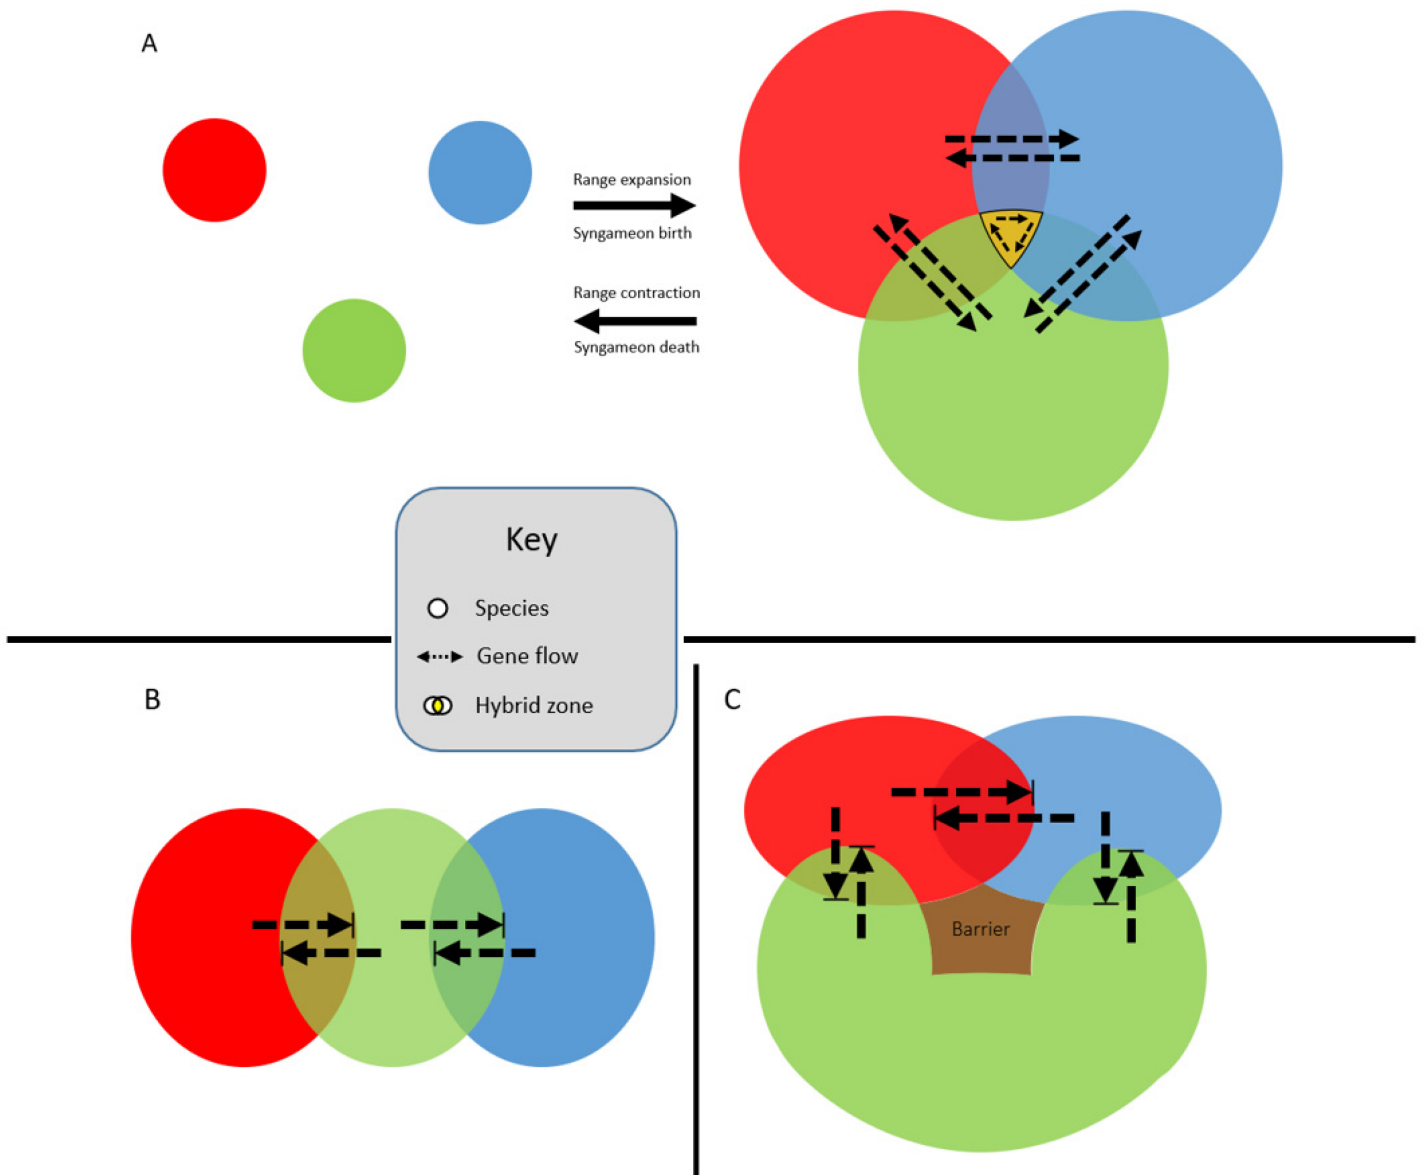 A
Range expansion
Syngameon birth
Range contraction
Syngameon death
Key
Species
Gene flow
Hybrid zone
B
C
Barrier